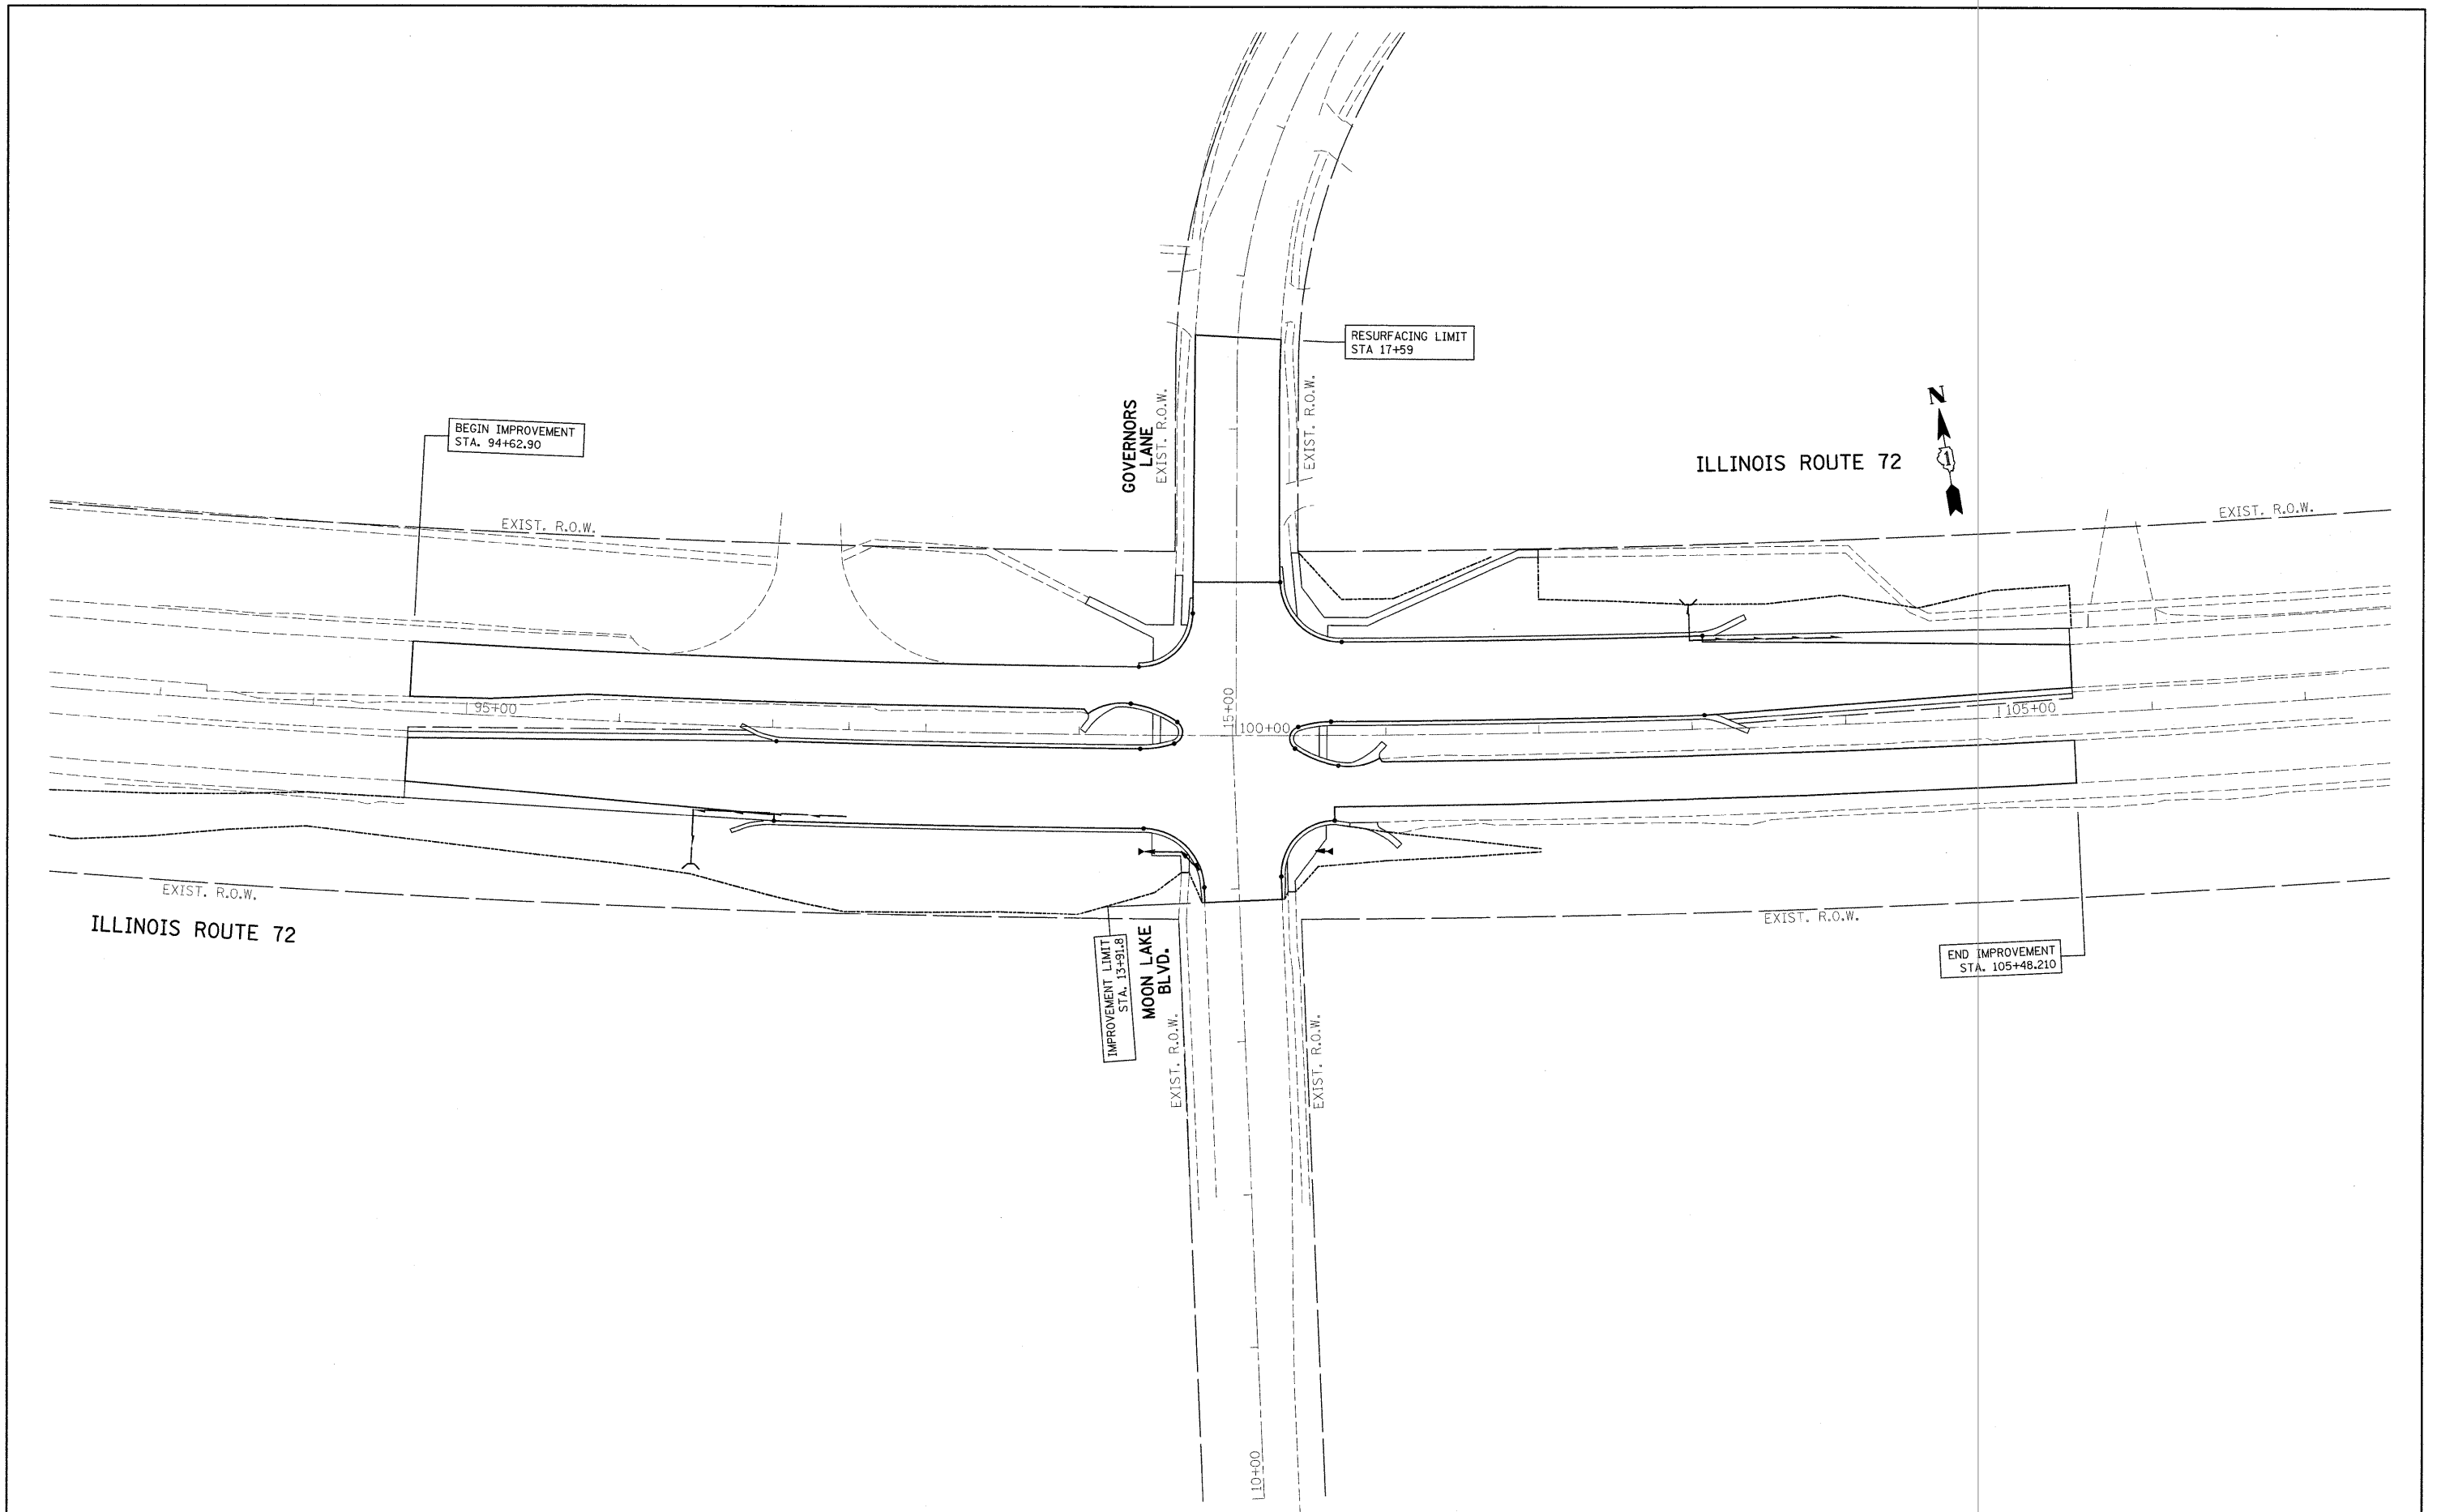 RESURFACING LIMIT
STA 17+59
GOVERNORS
LANE
EXIST. R.O.W.
EXIST. R.O.W.
BEGIN IMPROVEMENT
STA. 94+62.90
N
1
ILLINOIS ROUTE 72
EXIST. R.O.W.
EXIST. R.O.W.
95+00
15+00
100+00
105+00
EXIST. R.O.W.
ILLINOIS ROUTE 72
EXIST. R.O.W.
IMPROVEMENT LIMIT
STA. 13+91.8
MOON LAKE
BLVD.
EXIST. R.O.W.
EXIST. R.O.W.
END IMPROVEMENT
STA. 105+48.210
10+00